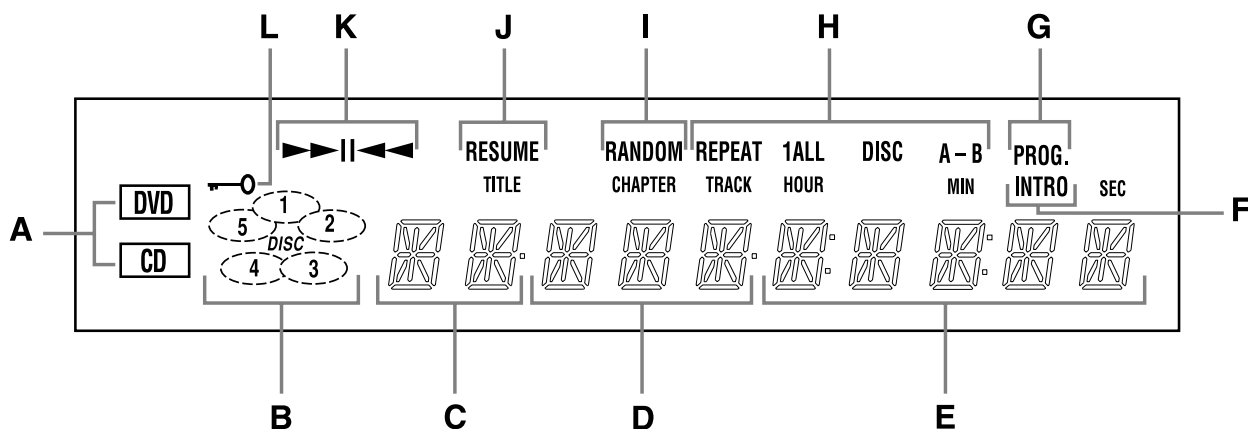 L K J I H G
RESUME RANDOM REPEAT 1ALL DISC A – B PROG.
TITLE CHAPTER TRACK HOUR MIN INTRO SEC
A DVD 1 F
5 2
DISC
CD 4 3
B C D E